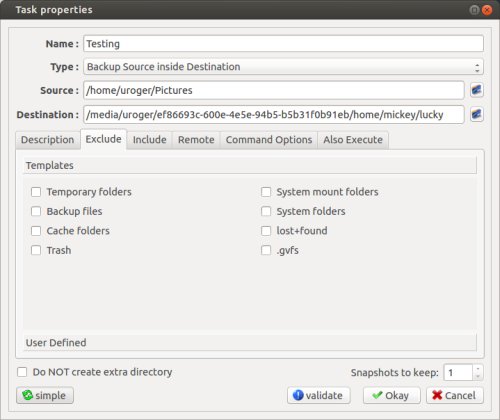 Task properties
Name : Testing
Type : Backup Source inside Destination
Source : /home/uroger/Pictures
Destination : /media/uroger/ef86693c-600e-4e5e-94b5-b5b31f0b91eb/home/mickey/lucky
Description Exclude Include Remote Command Options Also Execute
Templates
Temporary folders System mount folders
Backup files System folders
Cache folders lost+found
Trash .gvfs
User Defined
Do NOT create extra directory Snapshots to keep: 1
simple validate Okay Cancel